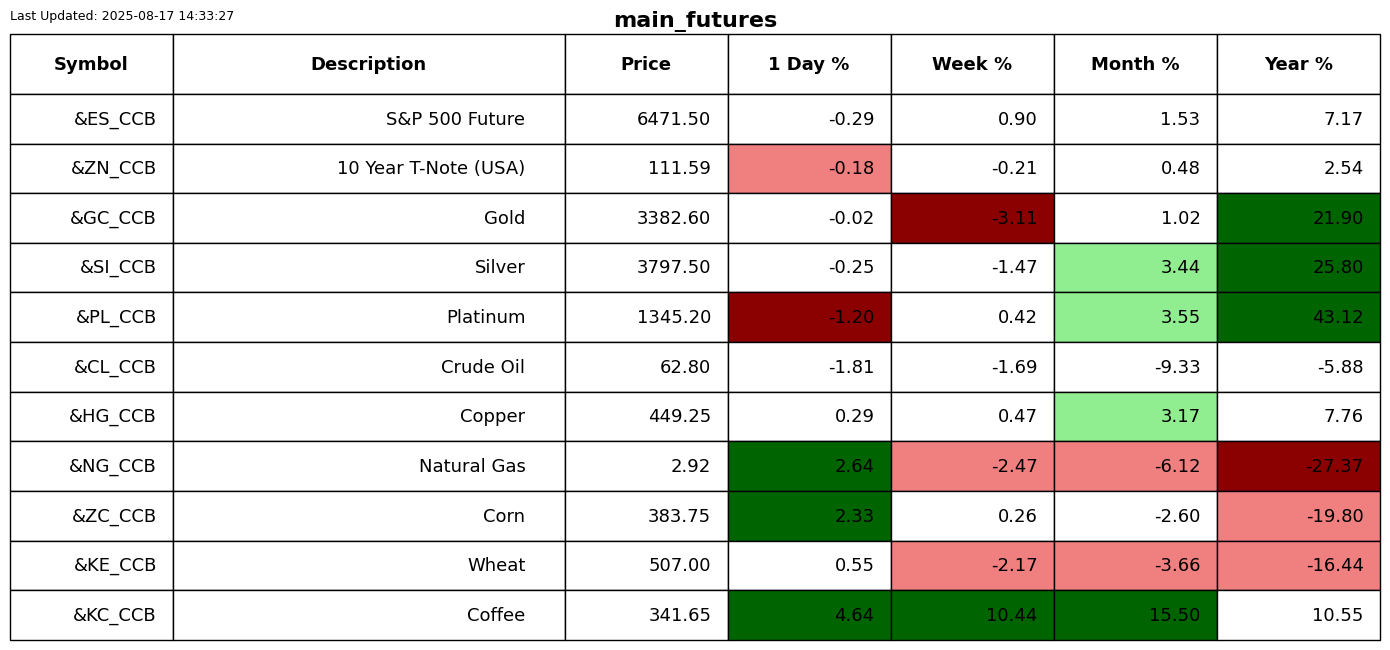 Last Updated: 2025-08-17 14:33:27
main_futures
Symbol Description Price 1 Day % Week % Month % Year %
&ES_CCB S&P 500 Future 6471.50 -0.29 0.90 1.53 7.17
&ZN_CCB 10 Year T-Note (USA) 111.59 -0.18 -0.21 0.48 2.54
&GC_CCB Gold 3382.60 -0.02 -3.11 1.02 21.90
&SI_CCB Silver 3797.50 -0.25 -1.47 3.44 25.80
&PL_CCB Platinum 1345.20 -1.20 0.42 3.55 43.12
&CL_CCB Crude Oil 62.80 -1.81 -1.69 -9.33 -5.88
&HG_CCB Copper 449.25 0.29 0.47 3.17 7.76
&NG_CCB Natural Gas 2.92 2.64 -2.47 -6.12 -27.37
&ZC_CCB Corn 383.75 2.33 0.26 -2.60 -19.80
&KE_CCB Wheat 507.00 0.55 -2.17 -3.66 -16.44
&KC_CCB Coffee 341.65 4.64 10.44 15.50 10.55